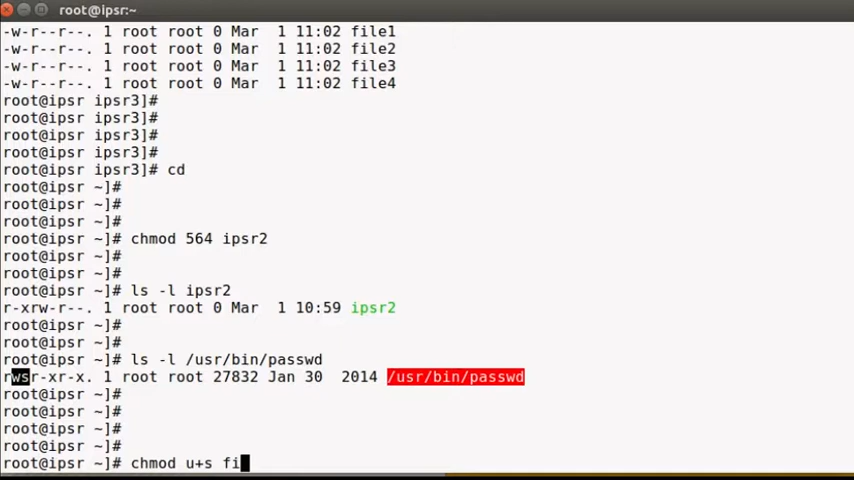 root@ipsr:~
-w-r--r--. 1 root root 0 Mar  1 11:02 file1
-w-r--r--. 1 root root 0 Mar  1 11:02 file2
-w-r--r--. 1 root root 0 Mar  1 11:02 file3
-w-r--r--. 1 root root 0 Mar  1 11:02 file4
root@ipsr ipsr3]#
root@ipsr ipsr3]#
root@ipsr ipsr3]#
root@ipsr ipsr3]#
root@ipsr ipsr3]# cd
root@ipsr ~]#
root@ipsr ~]#
root@ipsr ~]#
root@ipsr ~]# chmod 564 ipsr2
root@ipsr ~]#
root@ipsr ~]#
root@ipsr ~]# ls -l ipsr2
r-xrw-r--. 1 root root 0 Mar  1 10:59 ipsr2
root@ipsr ~]#
root@ipsr ~]#
root@ipsr ~]# ls -l /usr/bin/passwd
rwsr-xr-x. 1 root root 27832 Jan 30  2014 /usr/bin/passwd
root@ipsr ~]#
root@ipsr ~]#
root@ipsr ~]#
root@ipsr ~]#
root@ipsr ~]# chmod u+s fi